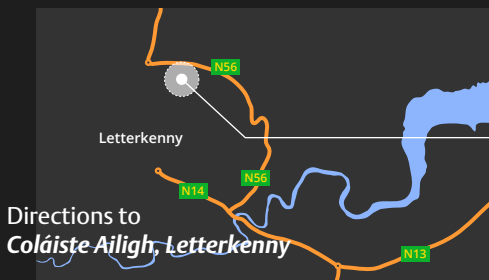 N56
Letterkenny
N56
N14
Directions to
Coláiste Ailigh, Letterkenny
N13